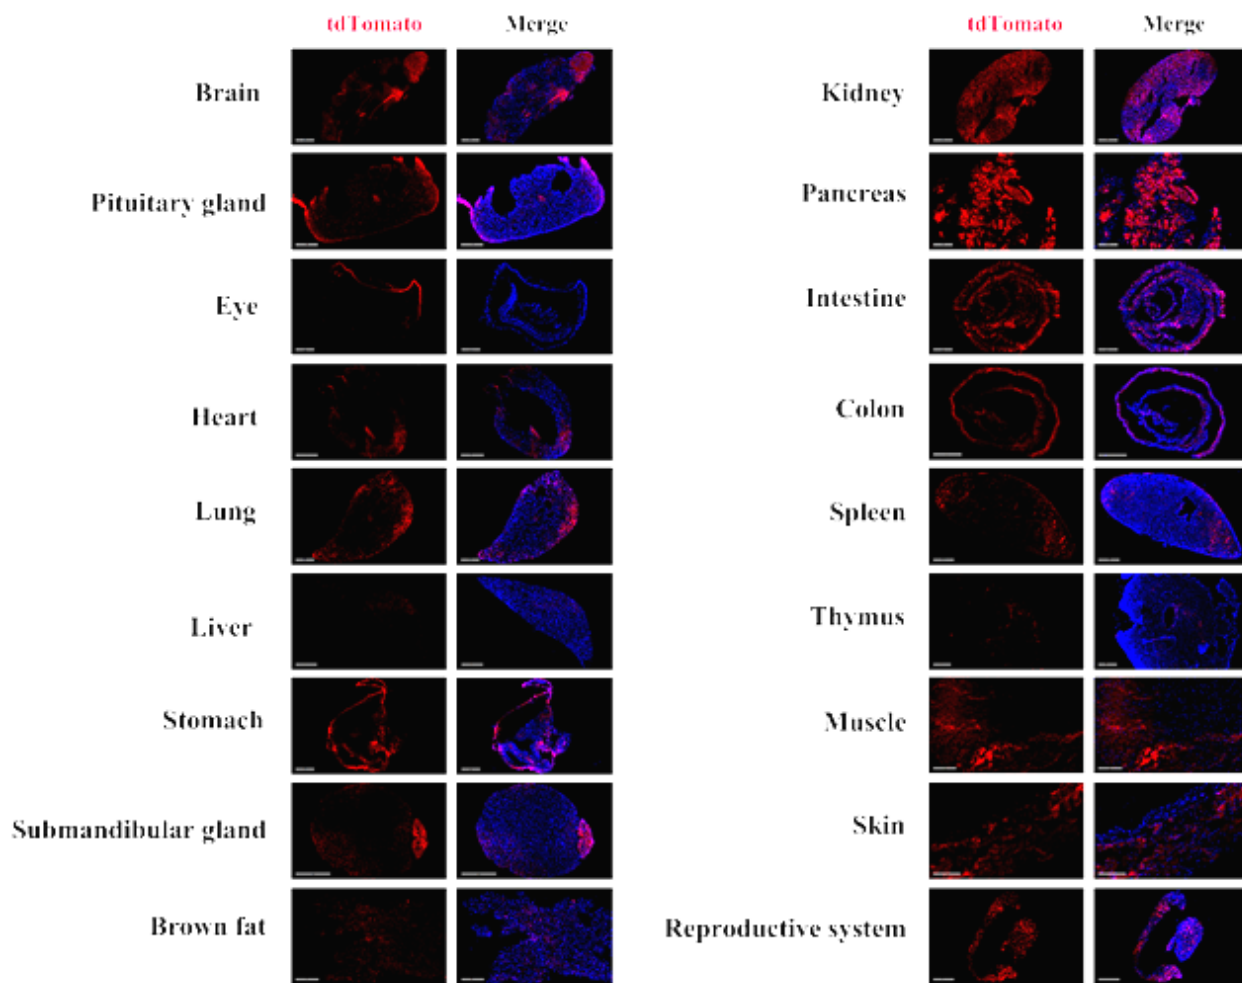 tdTomato Merge tdTomato Merge
Brain Kidney
Pituitary gland Pancreas
Eye Intestine
Heart Colon
Lung Spleen
Liver Thymus
Stomach Muscle
Submandibular gland Skin
Brown fat Reproductive system